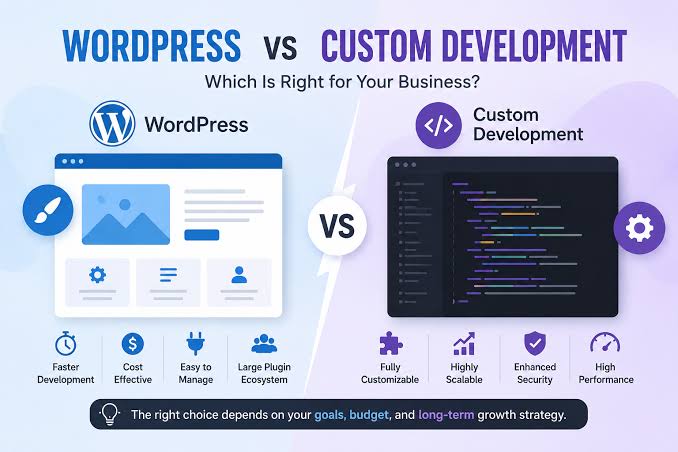 WORDPRESS VS CUSTOM DEVELOPMENT
Which Is Right for Your Business?
WordPress
Custom
Development
VS
Faster
Development
Cost
Effective
Easy to
Manage
Large Plugin
Ecosystem
Fully
Customizable
Highly
Scalable
Enhanced
Security
High
Performance
The right choice depends on your goals, budget, and long-term growth strategy.